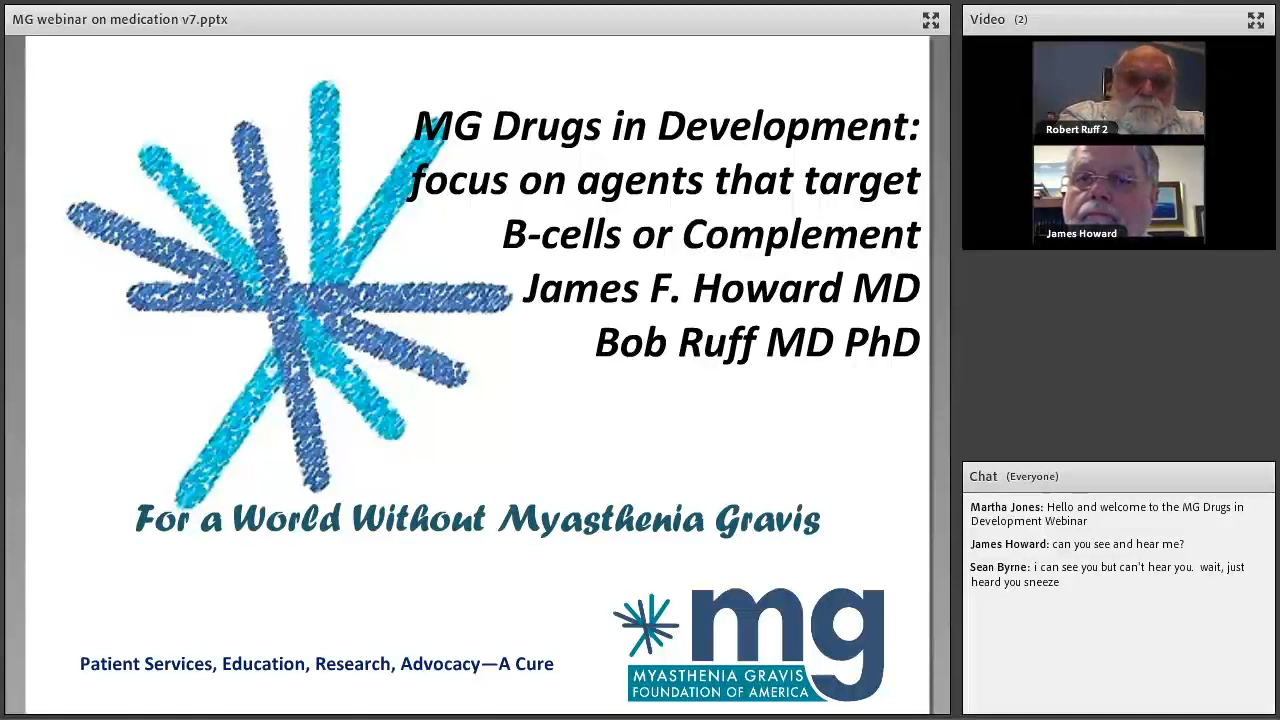 MG webinar on medication v7.pptx
MG Drugs in Development:
focus on agents that target
B-cells or Complement
James F. Howard MD
Bob Ruff MD PhD
For a World Without Myasthenia Gravis
Patient Services, Education, Research, Advocacy—A Cure
mg
MYASTHENIA GRAVIS
FOUNDATION OF AMERICA
Video (2)
Robert Ruff 2
James Howard
Chat (Everyone)
Martha Jones: Hello and welcome to the MG Drugs in
Development Webinar
James Howard: can you see and hear me?
Sean Byrne: i can see you but can't hear you. wait, just
heard you sneeze